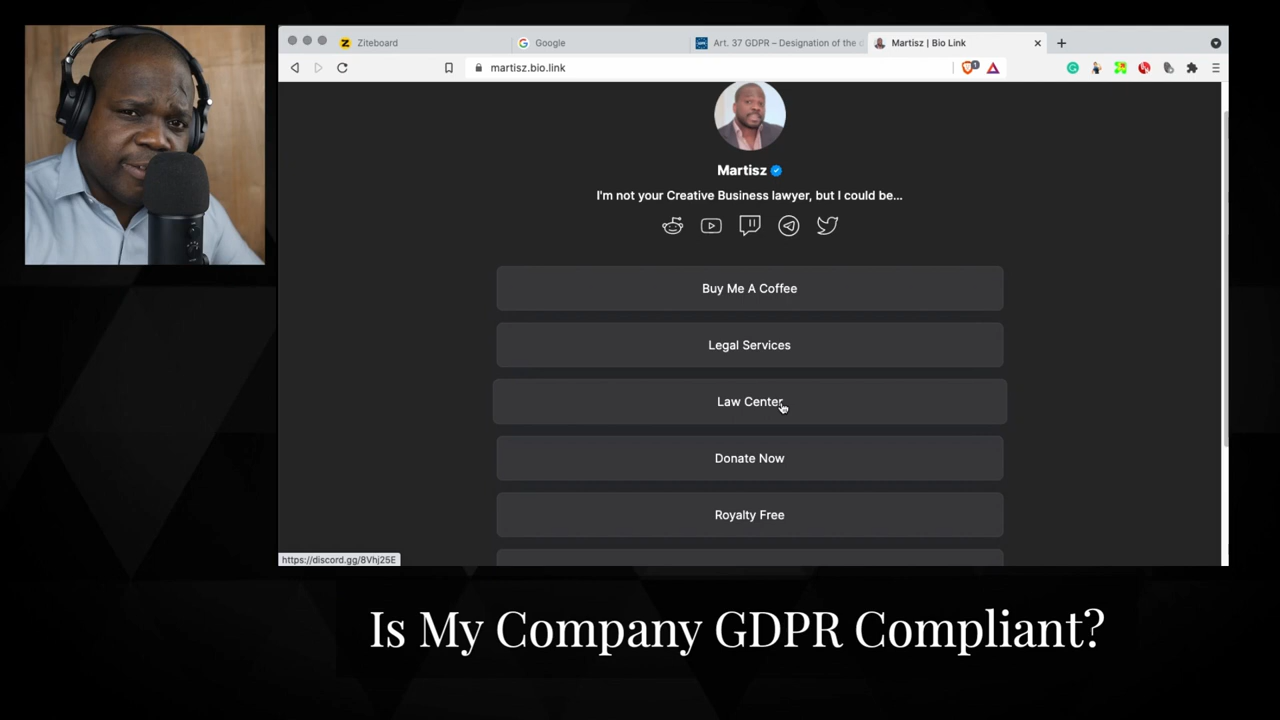 Ziteboard
Google
Art. 37 GDPR – Designation of the
Martisz | Bio Link
martisz.bio.link
Martisz
I'm not your Creative Business lawyer, but I could be...
Buy Me A Coffee
Legal Services
Law Center
Donate Now
Royalty Free
https://discord.gg/8Vhj25E
Is My Company GDPR Compliant?